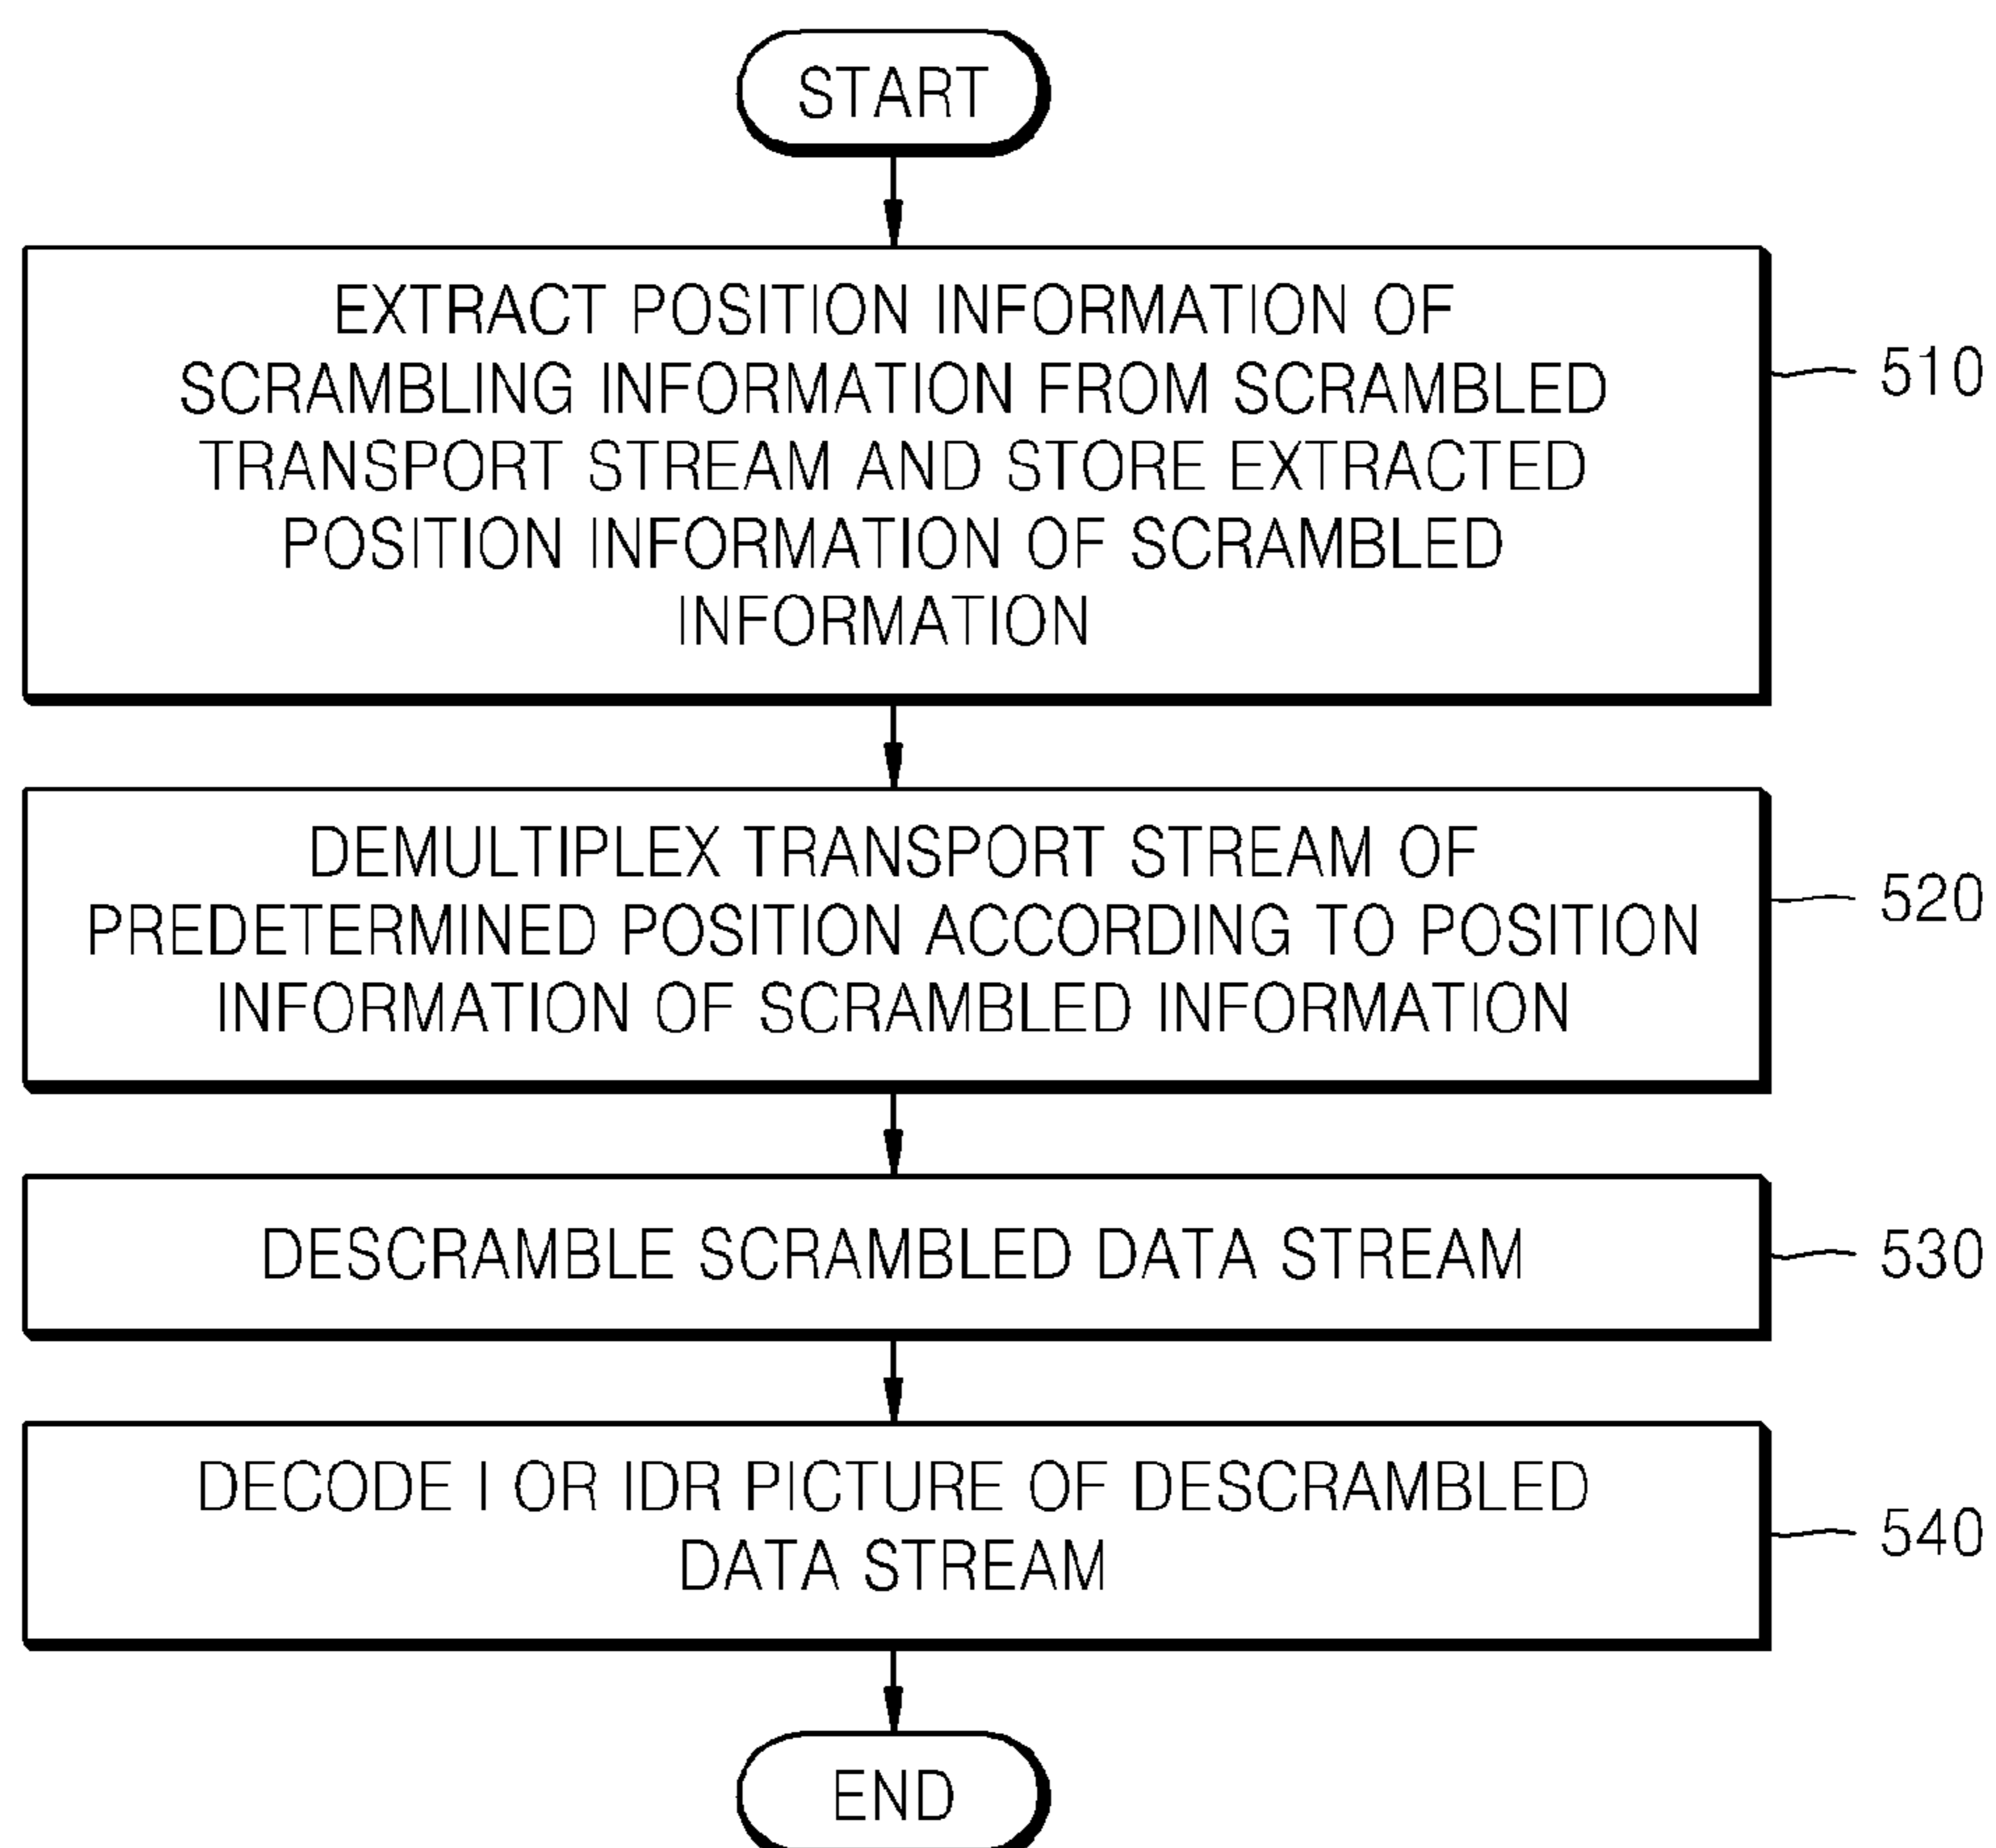 START
EXTRACT POSITION INFORMATION OF
SCRAMBLING INFORMATION FROM SCRAMBLED
TRANSPORT STREAM AND STORE EXTRACTED
POSITION INFORMATION OF SCRAMBLED
INFORMATION
510
DEMULTIPLEX TRANSPORT STREAM OF
PREDETERMINED POSITION ACCORDING TO POSITION
INFORMATION OF SCRAMBLED INFORMATION
520
DESCRAMBLE SCRAMBLED DATA STREAM
530
DECODE I OR IDR PICTURE OF DESCRAMBLED
DATA STREAM
540
END